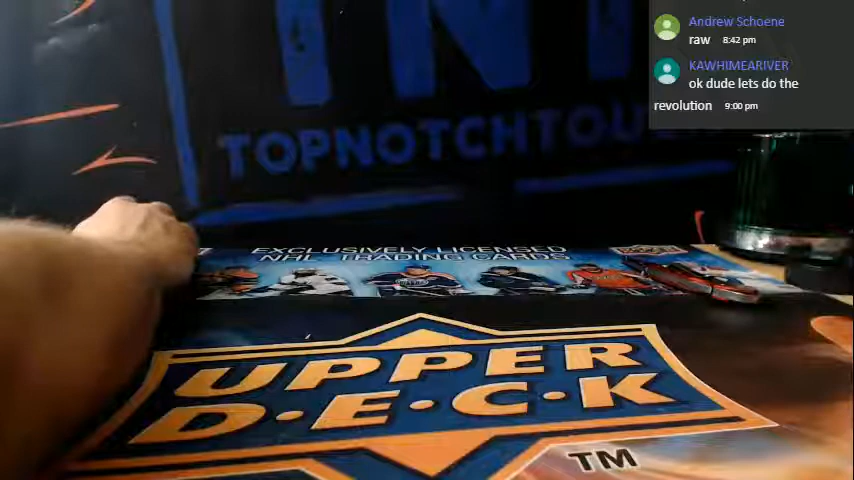 Andrew Schoene
raw 8:42 pm
KAWHIMEARIVER
ok dude lets do the
revolution 9:00 pm
TNT
TOPNOTCHTOU
EXCLUSIVELY LICENSED
NHL TRADING CARDS
UPPER
D·E·C·K
TM